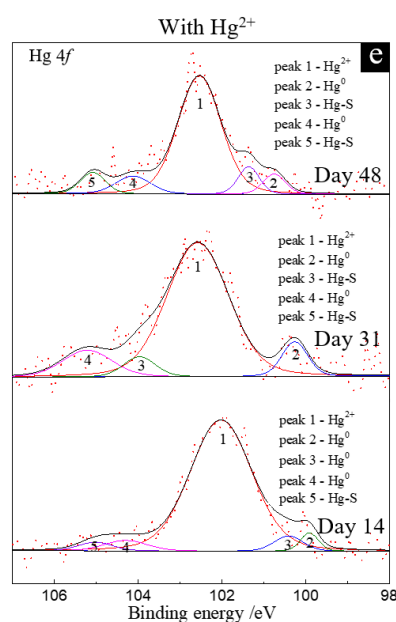 With Hg²⁺
Hg 4f
e
peak 1 - Hg²⁺
peak 2 - Hg⁰
peak 3 - Hg-S
peak 4 - Hg⁰
peak 5 - Hg-S
1
5
4
3
2
Day 48
peak 1 - Hg²⁺
peak 2 - Hg⁰
peak 3 - Hg-S
peak 4 - Hg⁰
peak 5 - Hg-S
1
Day 31
4
3
2
peak 1 - Hg²⁺
peak 2 - Hg⁰
peak 3 - Hg⁰
peak 4 - Hg⁰
peak 5 - Hg-S
1
Day 14
5
4
3
2
106 104 102 100 98
Binding energy /eV